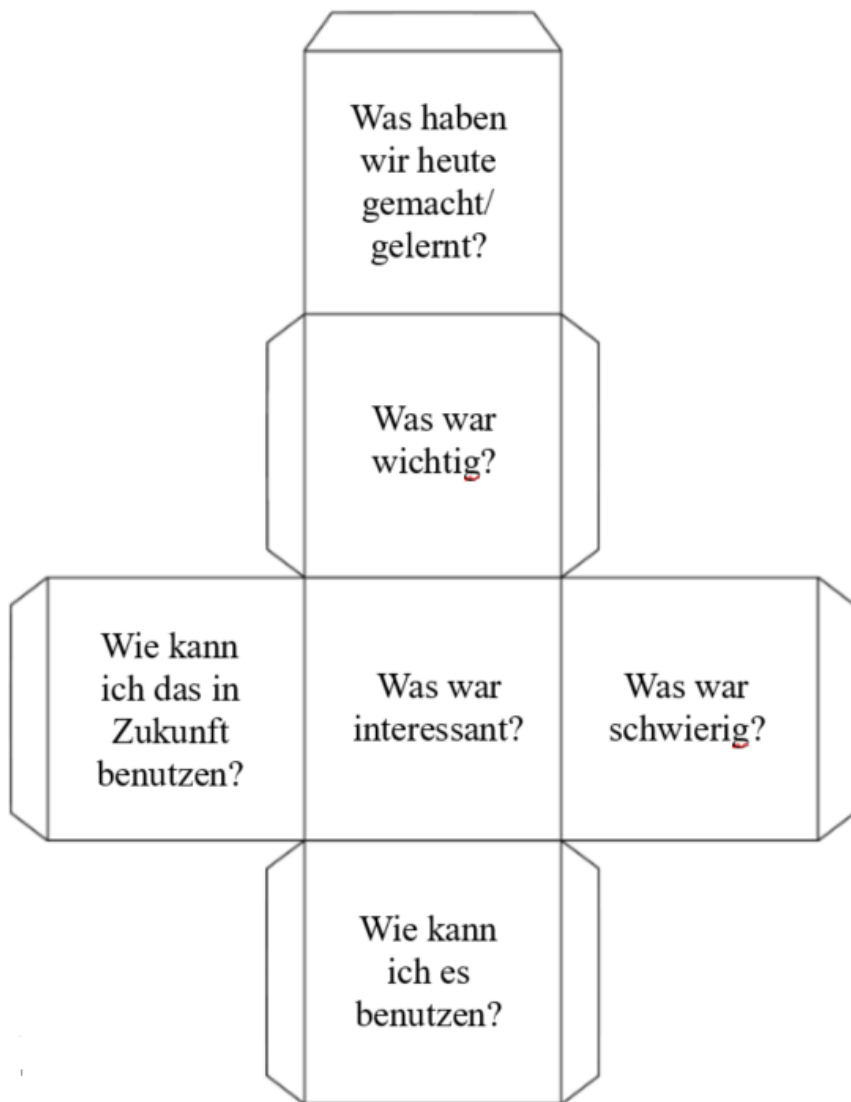 Was haben
wir heute
gemacht/
gelernt?
Was war
wichtig?
Wie kann
ich das in
Zukunft
benutzen?
Was war
interessant?
Was war
schwierig?
Wie kann
ich es
benutzen?